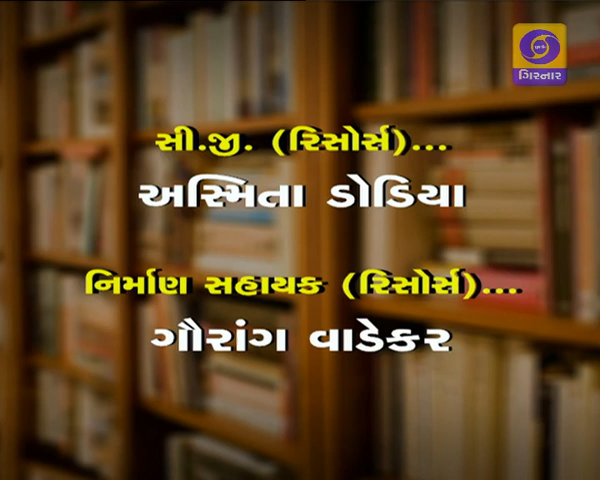 ગિરનાર
સી.જી. (રિસોર્સ)...
અસ્મિતા ડોડિયા
નિર્માણ સહાયક (રિસોર્સ)...
ગૌરાંગ વાડેકર